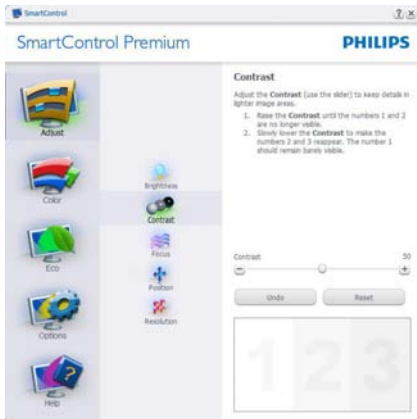 SmartControl
SmartControl Premium
PHILIPS
Adjust
Color
Eco
Options
Help
Brightness
Contrast
Focus
Position
Resolution
Contrast
Adjust the Contrast (use the slider) to keep details in
lighter image areas.
1. Raise the Contrast until the numbers 1 and 2
are no longer visible.
2. Slowly lower the Contrast to make the
numbers 2 and 3 reappear. The number 1
should remain barely visible.
Contrast 50
Undo Reset
1 2 3